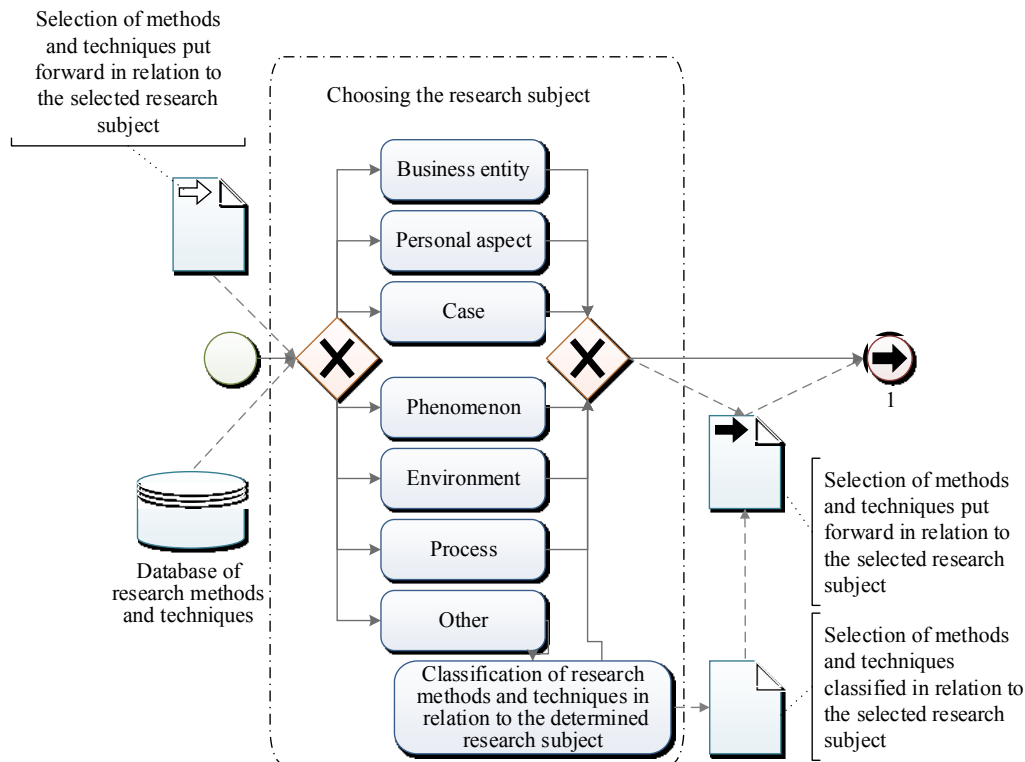 Selection of methods
and techniques put
forward in relation to
the selected research
subject
Choosing the research subject
Business entity
Personal aspect
Case
Phenomenon
Environment
Process
Other
Classification of research
methods and techniques in
relation to the determined
research subject
Database of
research methods
and techniques
1
Selection of methods
and techniques put
forward in relation to
the selected research
subject
Selection of methods
and techniques
classified in relation to
the selected research
subject